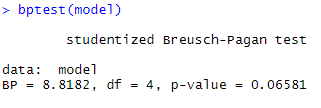 > bptest(model)
studentized Breusch-Pagan test
data:  model
BP = 8.8182, df = 4, p-value = 0.06581